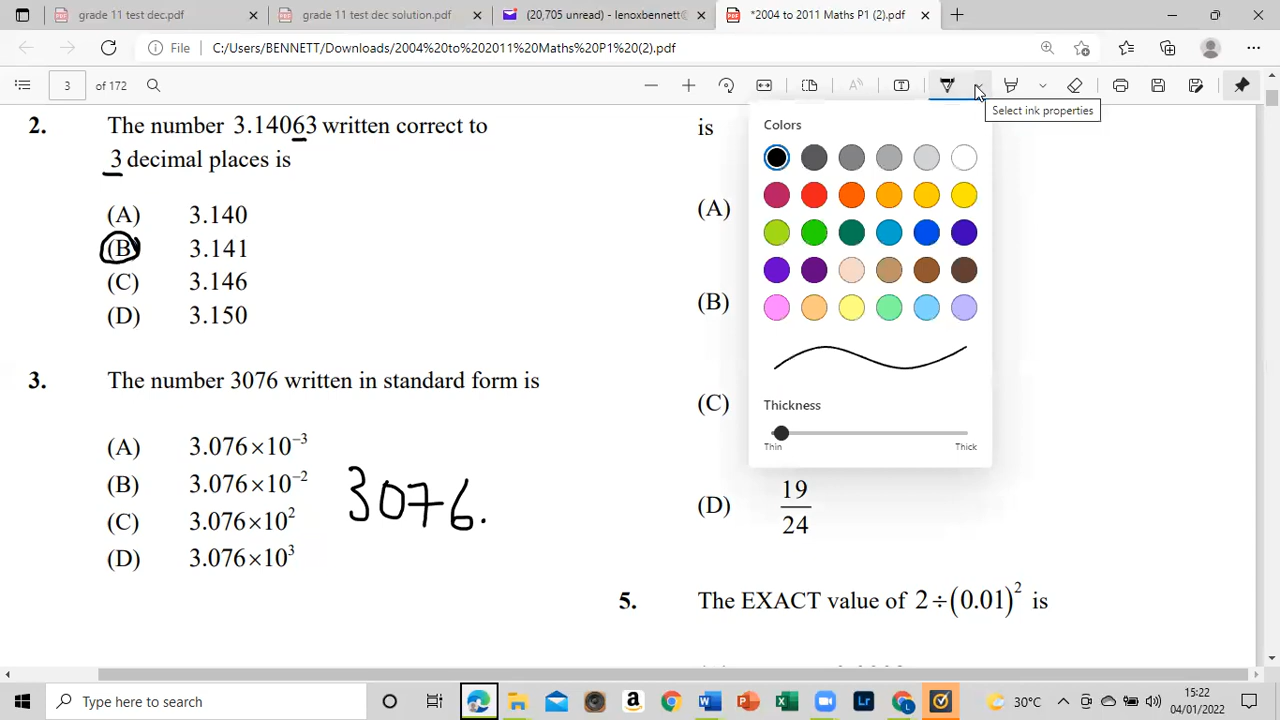 grade 11 test dec.pdf
grade 11 test dec solution.pdf
(20,705 unread) - lenoxbennett@
*2004 to 2011 Maths P1 (2).pdf
File C:/Users/BENNETT/Downloads/2004%20to%202011%20Maths%20P1%20(2).pdf
3 of 172
Select ink properties
2. The number 3.14063 written correct to
3 decimal places is
(A) 3.140
(B) 3.141
(C) 3.146
(D) 3.150
3. The number 3076 written in standard form is
(A) 3.076×10⁻³
(B) 3.076×10⁻²
(C) 3.076×10²
(D) 3.076×10³
3076.
is
(A)
(B)
(C)
(D) 19/24
5. The EXACT value of 2÷(0.01)² is
Colors
Thickness
Thin Thick
Type here to search
30°C
15:22
04/01/2022